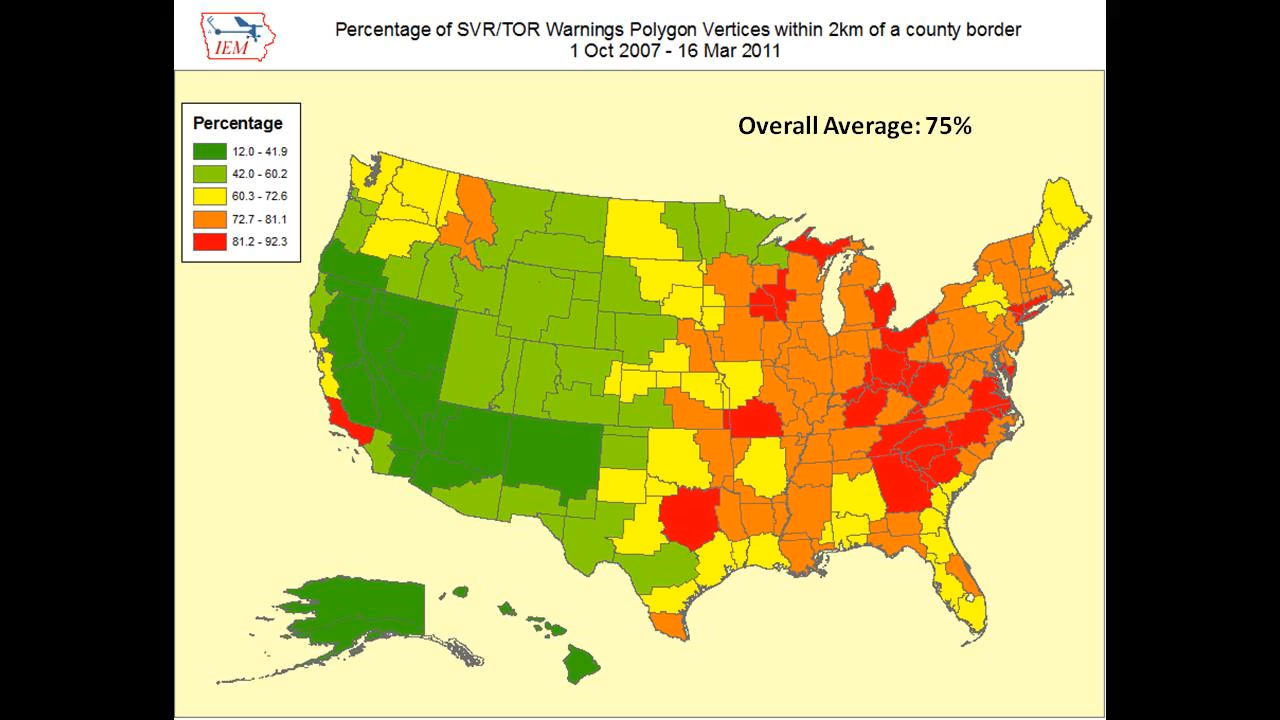 IEM
Percentage of SVR/TOR Warnings Polygon Vertices within 2km of a county border
1 Oct 2007 - 16 Mar 2011
Overall Average: 75%
Percentage
12.0 - 41.9
42.0 - 60.2
60.3 - 72.6
72.7 - 81.1
81.2 - 92.3